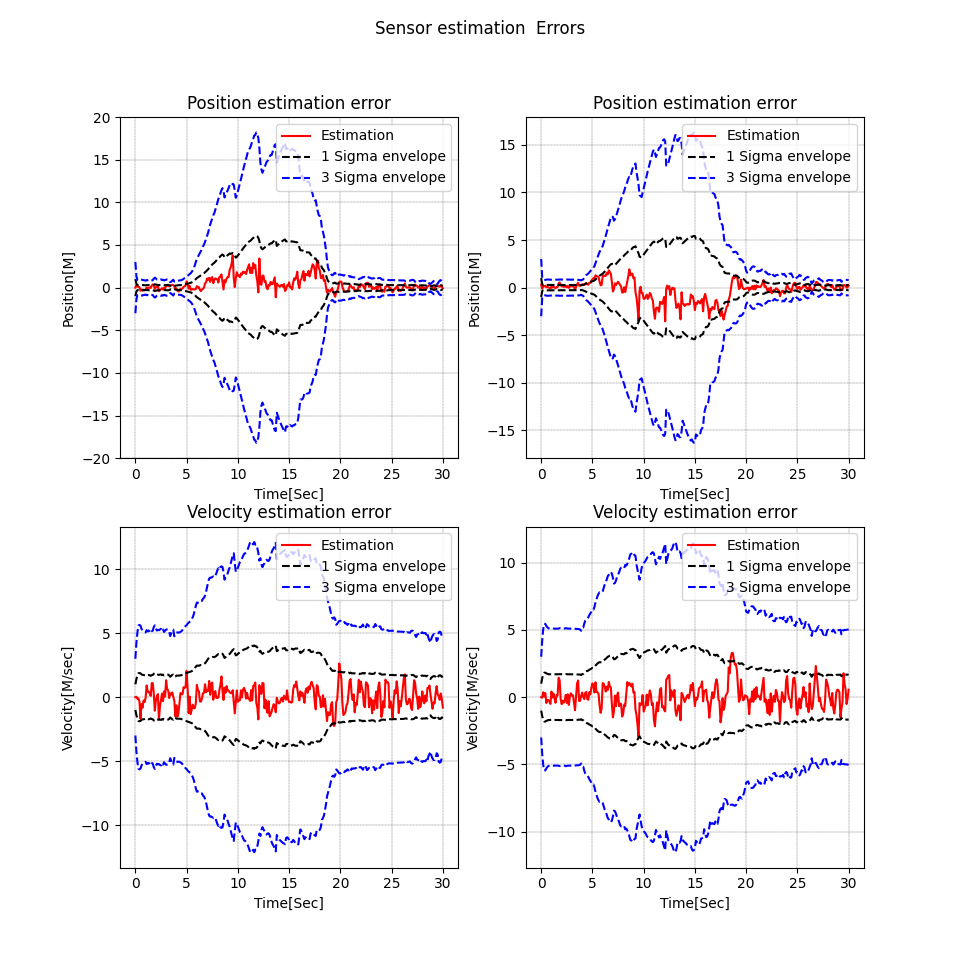 Sensor estimation  Errors
Position estimation error
20
15
10
5
0
−5
−10
−15
−20
Position[M]
Estimation
1 Sigma envelope
3 Sigma envelope
0 5 10 15 20 25 30
Time[Sec]
Position estimation error
15
10
5
0
−5
−10
−15
Position[M]
Estimation
1 Sigma envelope
3 Sigma envelope
0 5 10 15 20 25 30
Time[Sec]
Velocity estimation error
10
5
0
−5
−10
Velocity[M/sec]
Estimation
1 Sigma envelope
3 Sigma envelope
0 5 10 15 20 25 30
Time[Sec]
Velocity estimation error
10
5
0
−5
−10
Velocity[M/sec]
Estimation
1 Sigma envelope
3 Sigma envelope
0 5 10 15 20 25 30
Time[Sec]